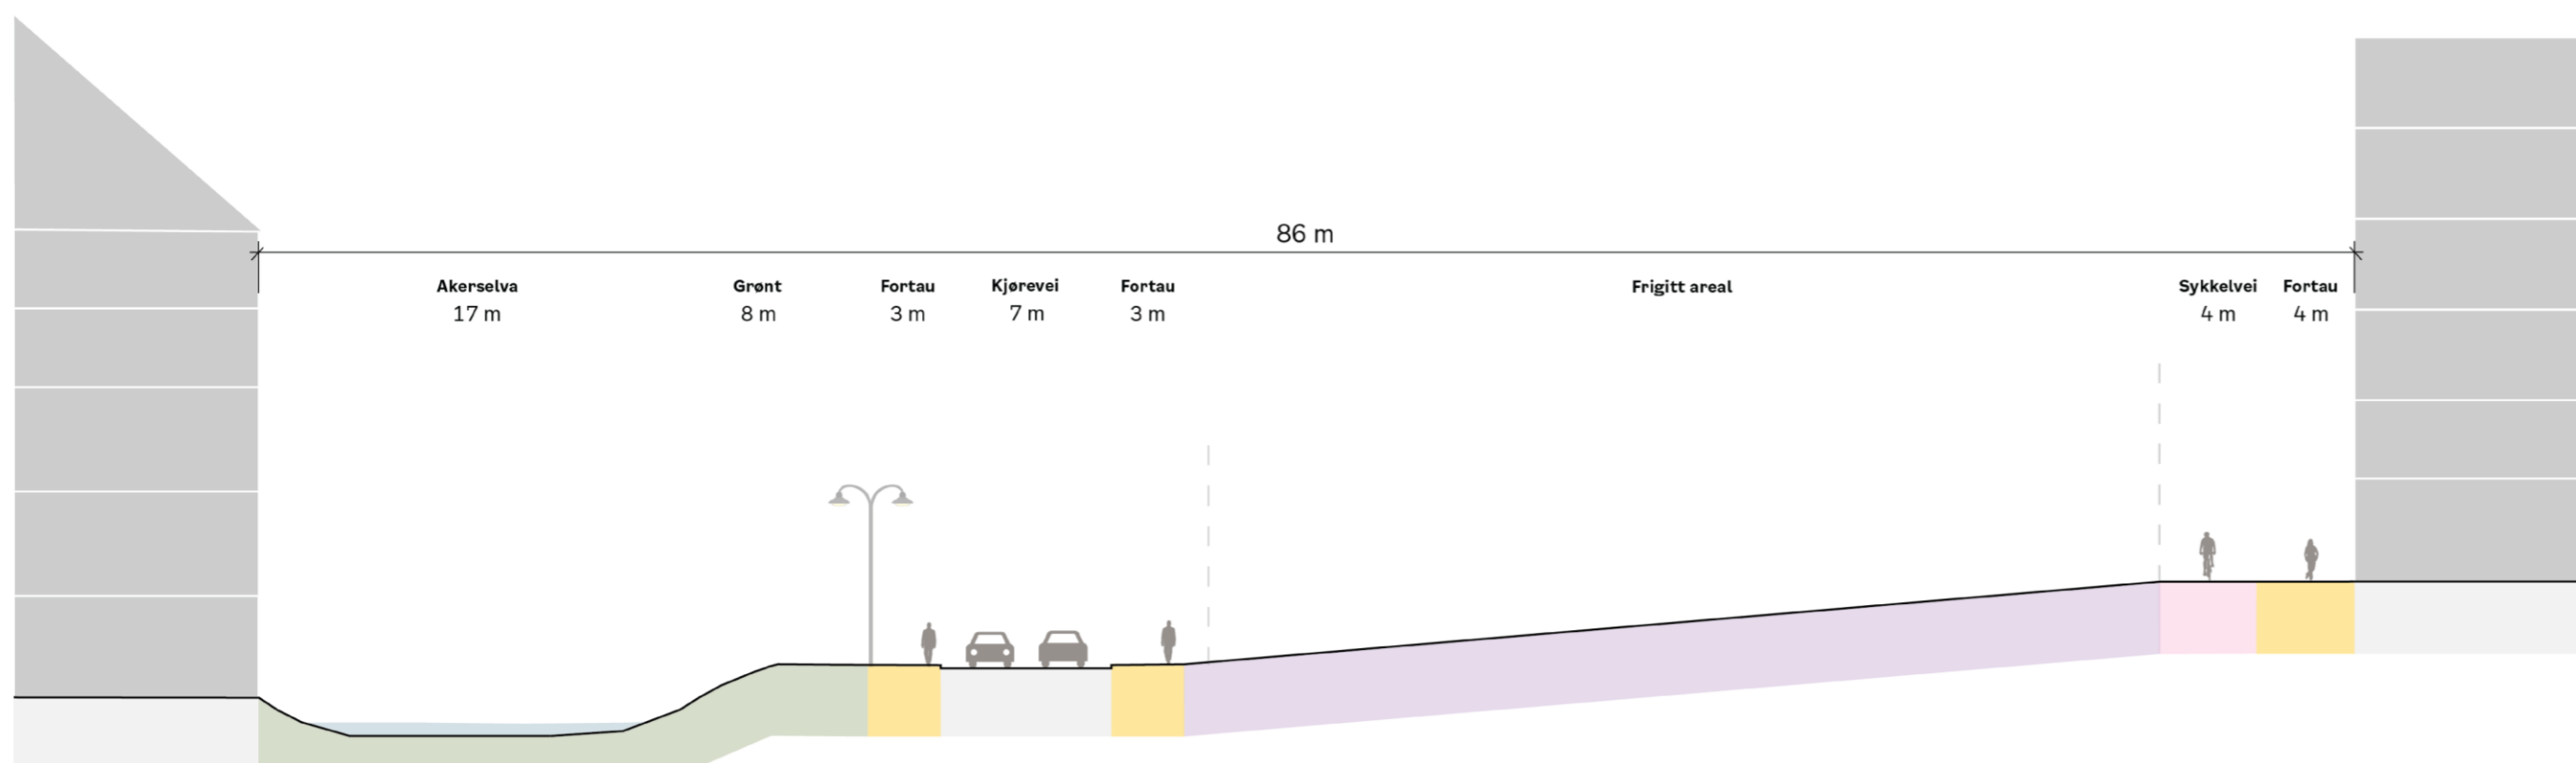 86 m
Akerselva
17 m
Grønt
8 m
Fortau
3 m
Kjørevei
7 m
Fortau
3 m
Frigitt areal
Sykkelvei
4 m
Fortau
4 m